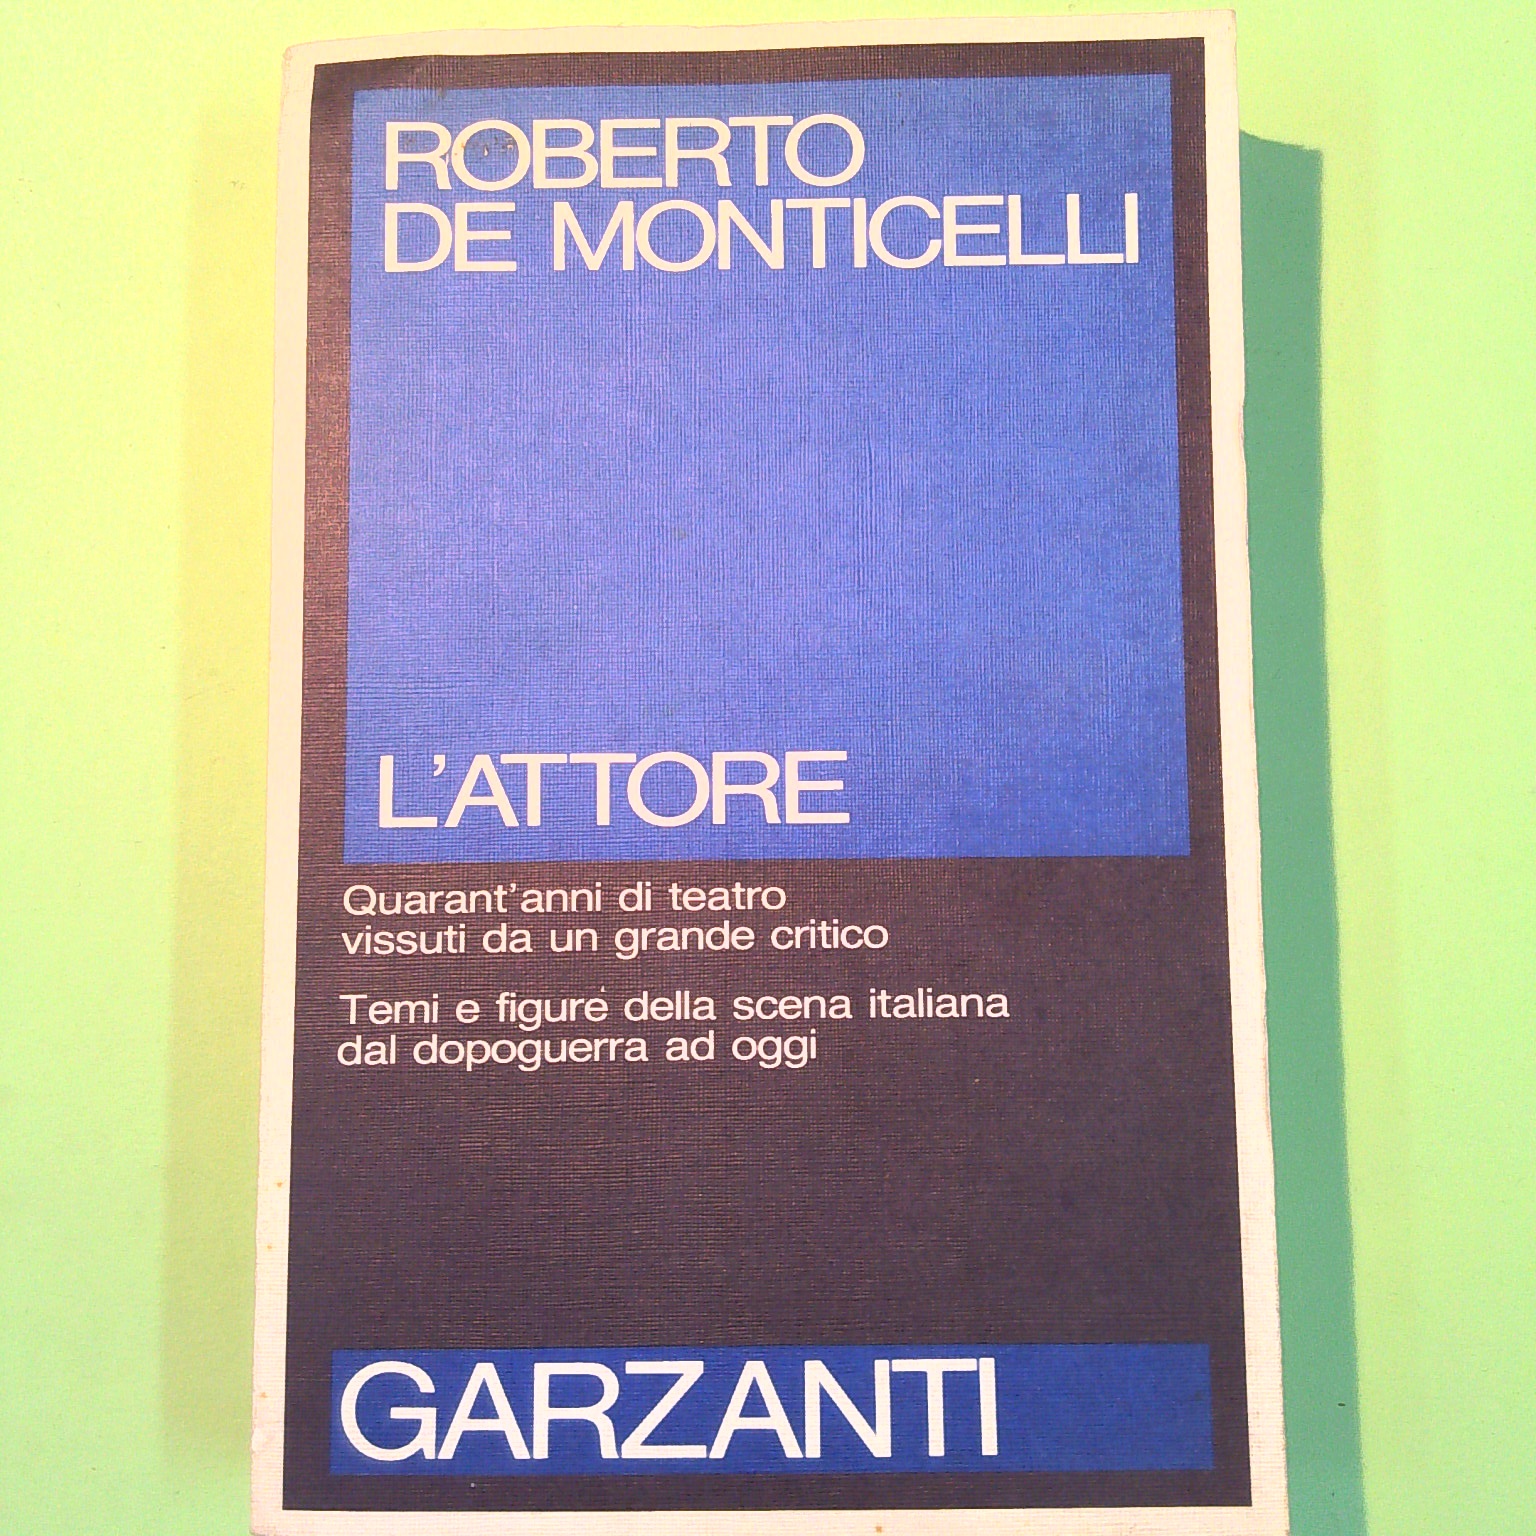 ROBERTO
DE MONTICELLI
L'ATTORE
Quarant'anni di teatro
vissuti da un grande critico
Temi e figure della scena italiana
dal dopoguerra ad oggi
GARZANTI